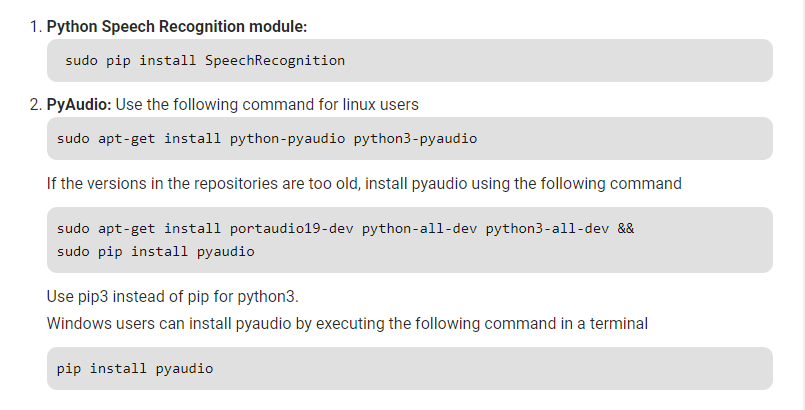 1. Python Speech Recognition module:
sudo pip install SpeechRecognition
2. PyAudio: Use the following command for linux users
sudo apt-get install python-pyaudio python3-pyaudio
If the versions in the repositories are too old, install pyaudio using the following command
sudo apt-get install portaudio19-dev python-all-dev python3-all-dev &&
sudo pip install pyaudio
Use pip3 instead of pip for python3.
Windows users can install pyaudio by executing the following command in a terminal
pip install pyaudio